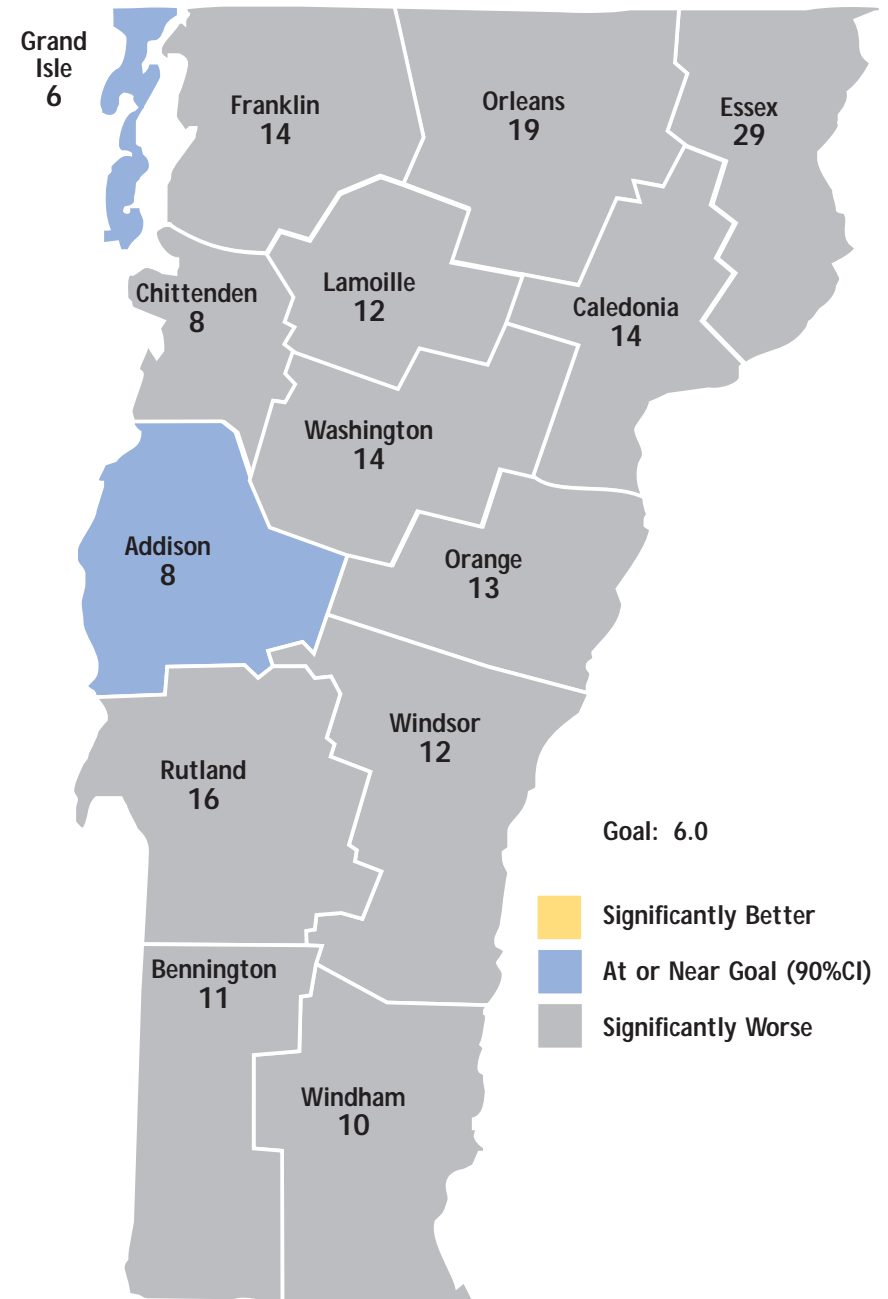 Grand
Isle
6
Franklin
14
Orleans
19
Essex
29
Chittenden
8
Lamoille
12
Caledonia
14
Washington
14
Addison
8
Orange
13
Windsor
12
Rutland
16
Goal: 6.0
Significantly Better
At or Near Goal (90%CI)
Significantly Worse
Bennington
11
Windham
10